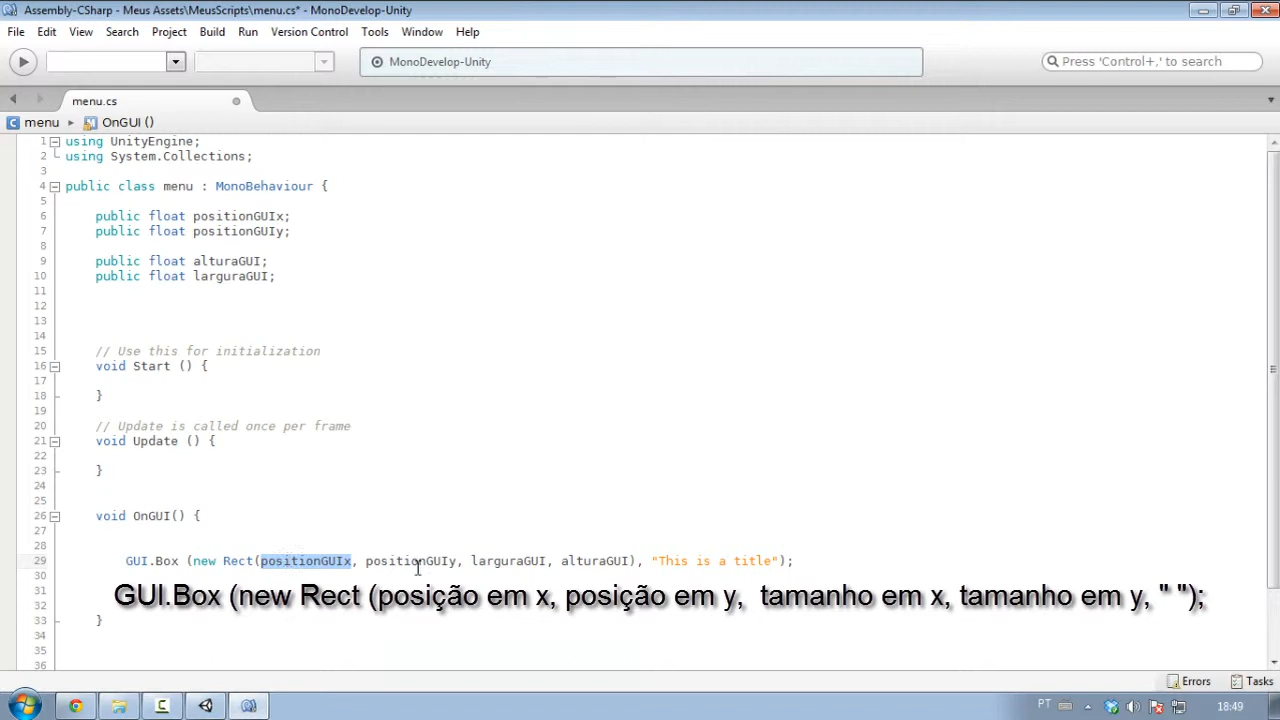 Assembly-CSharp - Meus Assets\MeusScripts\menu.cs* - MonoDevelop-Unity
File Edit View Search Project Build Run Version Control Tools Window Help
MonoDevelop-Unity
Press 'Control+,' to search
menu.cs
menu OnGUI ()
1 using UnityEngine;
2 using System.Collections;
3
4 public class menu : MonoBehaviour {
5
6 public float positionGUIx;
7 public float positionGUIy;
8
9 public float alturaGUI;
10 public float larguraGUI;
11
12
13
14
15 // Use this for initialization
16 void Start () {
17
18 }
19
20 // Update is called once per frame
21 void Update () {
22
23 }
24
25
26 void OnGUI() {
27
28
29 GUI.Box (new Rect(positionGUIx, positionGUIy, larguraGUI, alturaGUI), "This is a title");
30
GUI.Box (new Rect (posição em x, posição em y, tamanho em x, tamanho em y, " ");
31
32
33 }
34
35
36
Errors Tasks
PT 18:49